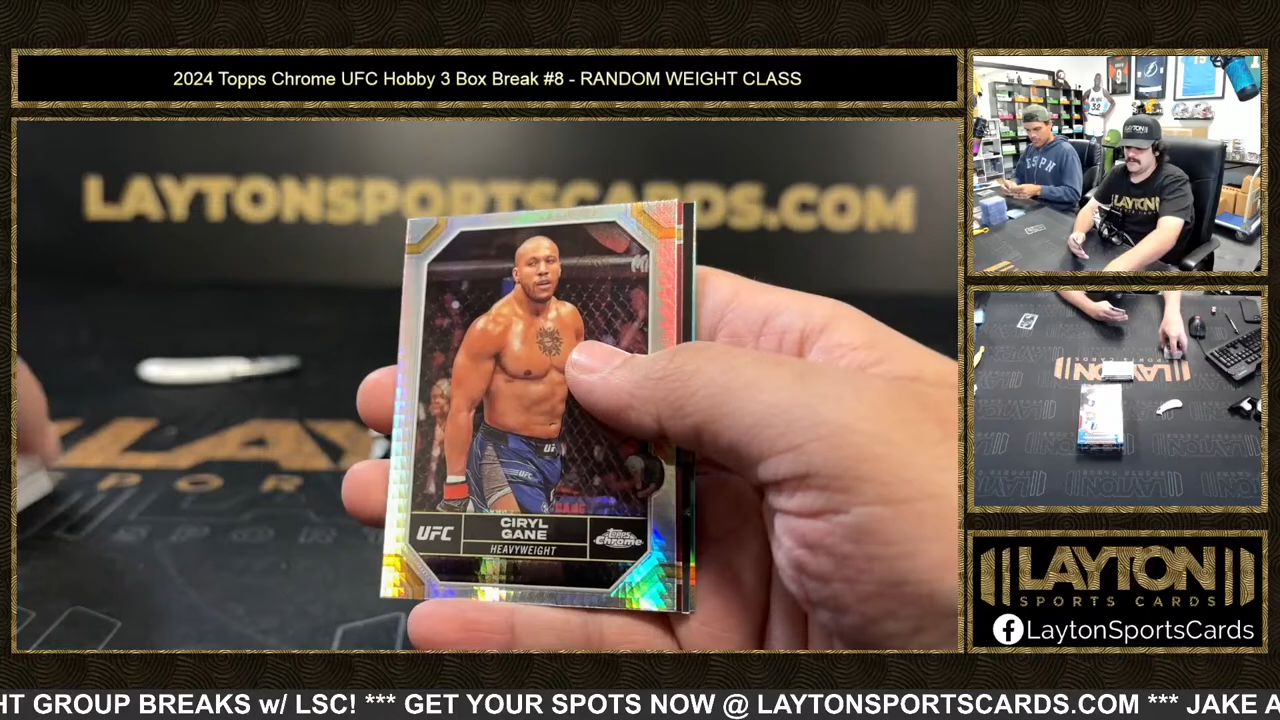 2024 Topps Chrome UFC Hobby 3 Box Break #8 - RANDOM WEIGHT CLASS
LAYTONSPORTSCARDS.COM
UFC
CIRYL
GANE
HEAVYWEIGHT
Topps
Chrome
LAYTON
SPORTS CARDS
LaytonSportsCards
HT GROUP BREAKS w/ LSC! *** GET YOUR SPOTS NOW @ LAYTONSPORTSCARDS.COM *** JAKE A